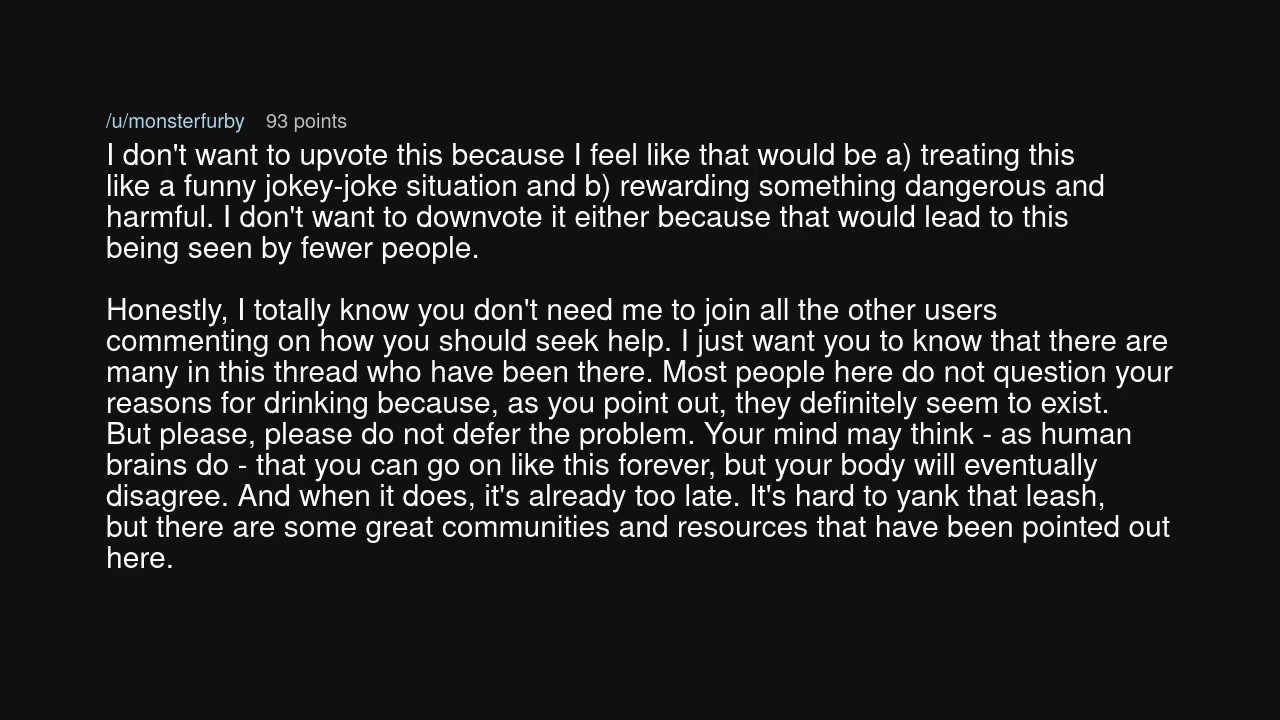 /u/monsterfurby 93 points
I don't want to upvote this because I feel like that would be a) treating this
like a funny jokey-joke situation and b) rewarding something dangerous and
harmful. I don't want to downvote it either because that would lead to this
being seen by fewer people.
Honestly, I totally know you don't need me to join all the other users
commenting on how you should seek help. I just want you to know that there are
many in this thread who have been there. Most people here do not question your
reasons for drinking because, as you point out, they definitely seem to exist.
But please, please do not defer the problem. Your mind may think - as human
brains do - that you can go on like this forever, but your body will eventually
disagree. And when it does, it's already too late. It's hard to yank that leash,
but there are some great communities and resources that have been pointed out
here.